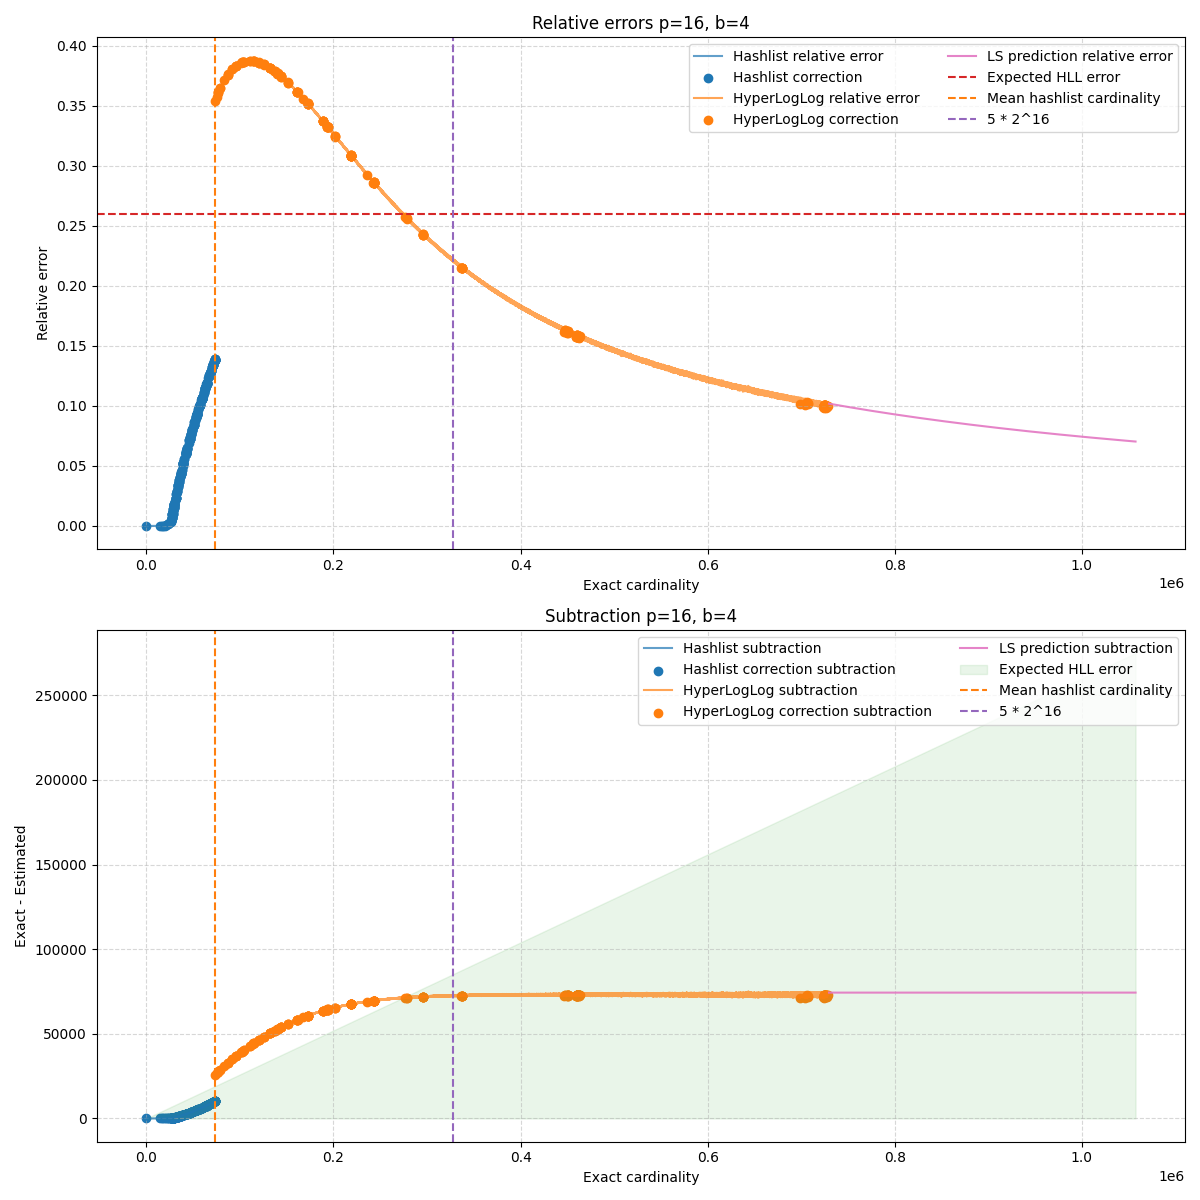 Relative errors p=16, b=4
0.40
0.35
0.30
0.25
0.20
0.15
0.10
0.05
0.00
Relative error
Hashlist relative error
Hashlist correction
HyperLogLog relative error
HyperLogLog correction
LS prediction relative error
Expected HLL error
Mean hashlist cardinality
5 * 2^16
0.0 0.2 0.4 0.6 0.8 1.0
1e6
Exact cardinality
Subtraction p=16, b=4
250000
200000
150000
100000
50000
0
Exact - Estimated
Hashlist subtraction
Hashlist correction subtraction
HyperLogLog subtraction
HyperLogLog correction subtraction
LS prediction subtraction
Expected HLL error
Mean hashlist cardinality
5 * 2^16
0.0 0.2 0.4 0.6 0.8 1.0
1e6
Exact cardinality